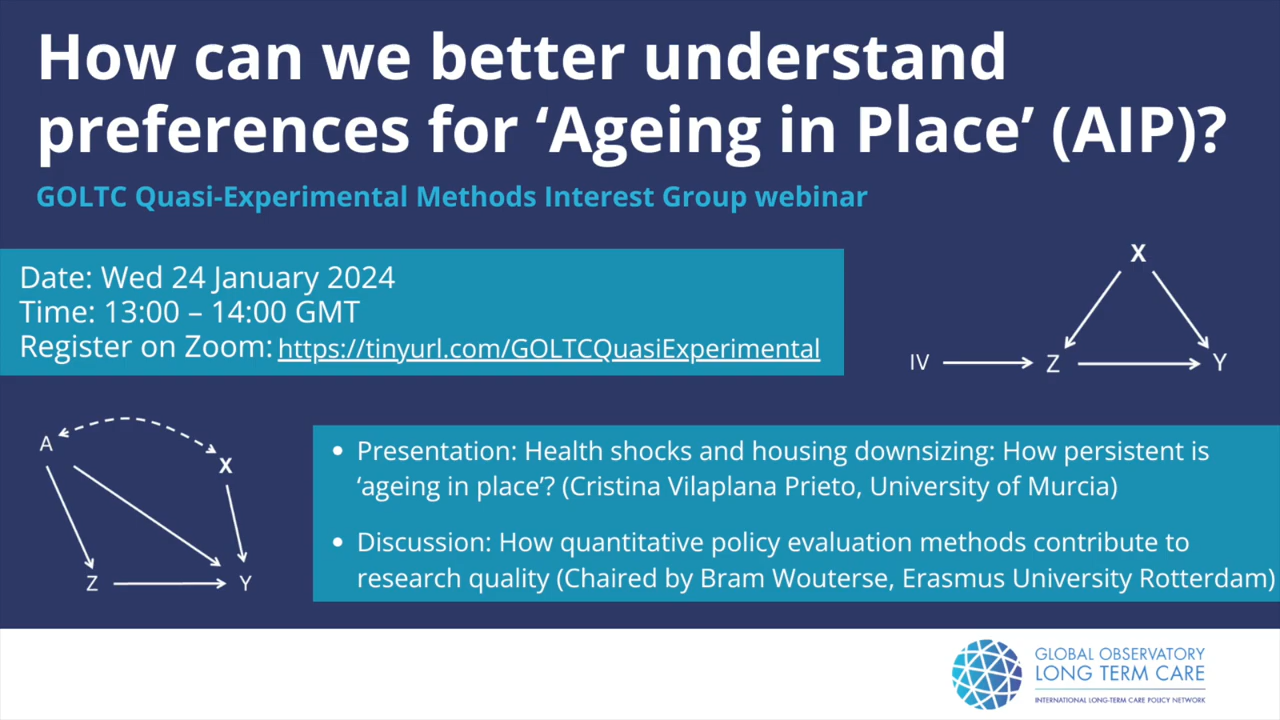 How can we better understand
preferences for ‘Ageing in Place’ (AIP)?
GOLTC Quasi-Experimental Methods Interest Group webinar
Date: Wed 24 January 2024
Time: 13:00 – 14:00 GMT
Register on Zoom: https://tinyurl.com/GOLTCQuasiExperimental
X
IV
Z
Y
A
X
Z
Y
• Presentation: Health shocks and housing downsizing: How persistent is
‘ageing in place’? (Cristina Vilaplana Prieto, University of Murcia)
• Discussion: How quantitative policy evaluation methods contribute to
research quality (Chaired by Bram Wouterse, Erasmus University Rotterdam)
GLOBAL OBSERVATORY
LONG TERM CARE
INTERNATIONAL LONG-TERM CARE POLICY NETWORK